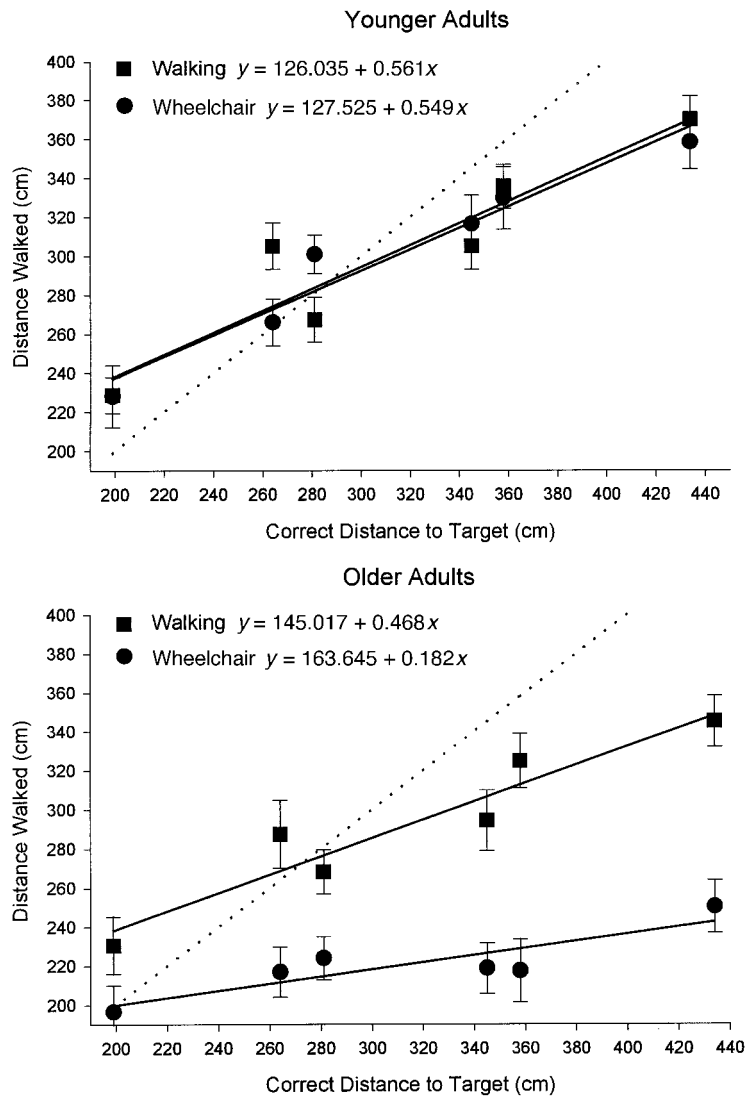 Younger Adults
Walking y = 126.035 + 0.561x
Wheelchair y = 127.525 + 0.549x
400
380
360
340
320
300
280
260
240
220
200
Distance Walked (cm)
200 220 240 260 280 300 320 340 360 380 400 420 440
Correct Distance to Target (cm)
Older Adults
Walking y = 145.017 + 0.468x
Wheelchair y = 163.645 + 0.182x
400
380
360
340
320
300
280
260
240
220
200
Distance Walked (cm)
200 220 240 260 280 300 320 340 360 380 400 420 440
Correct Distance to Target (cm)